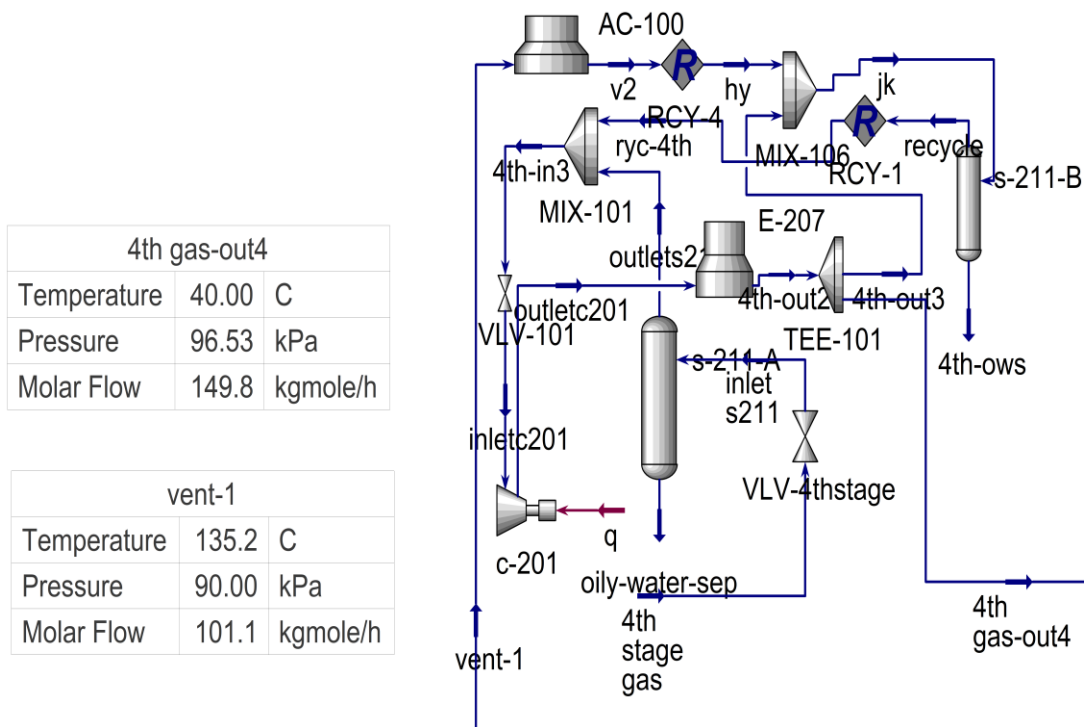 4th gas-out4
Temperature 40.00 C
Pressure 96.53 kPa
Molar Flow 149.8 kgmole/h
vent-1
Temperature 135.2 C
Pressure 90.00 kPa
Molar Flow 101.1 kgmole/h
AC-100
v2
R
hy
jk
RCY-4
R
ryc-4th
recycle
4th-in3
MIX-106
RCY-1
s-211-B
MIX-101
E-207
outlets21
outletc201
4th-out2
4th-out3
VLV-101
TEE-101
s-211-A
4th-ows
inlet
s211
inletc201
VLV-4thstage
c-201
q
oily-water-sep
4th
stage
gas
4th
gas-out4
vent-1